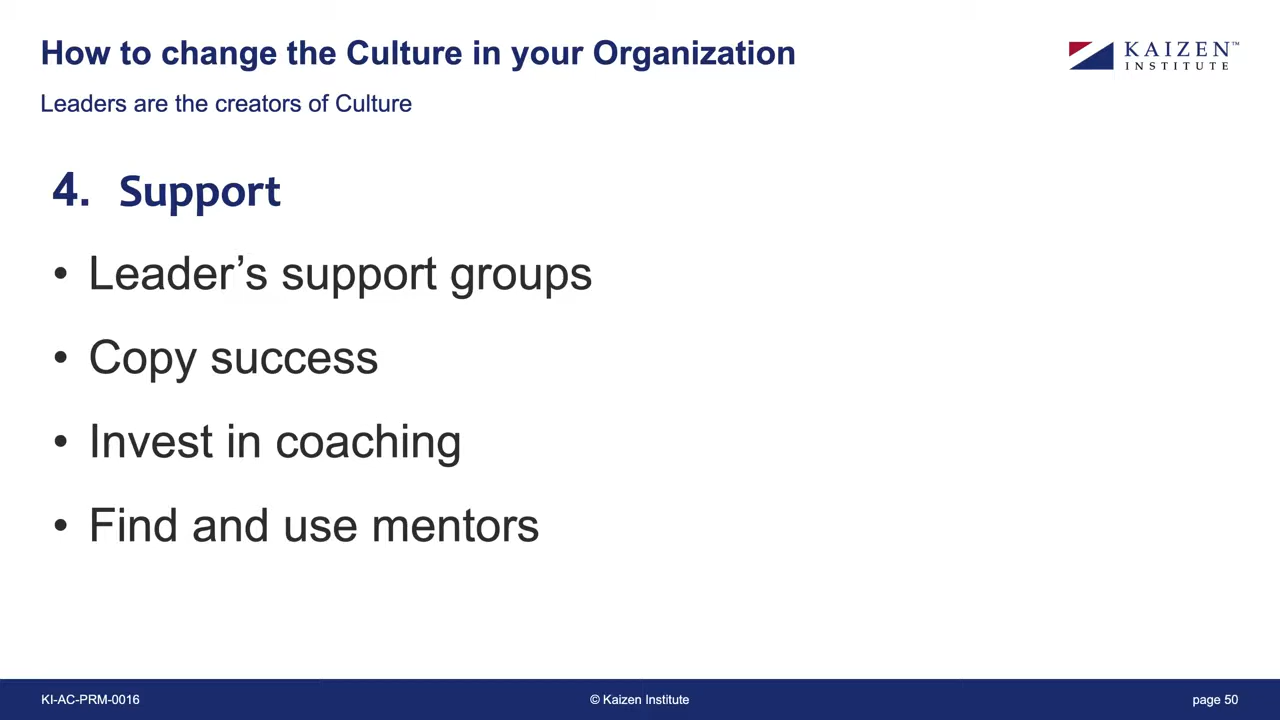 How to change the Culture in your Organization
KAIZEN™
INSTITUTE
Leaders are the creators of Culture
4. Support
• Leader’s support groups
• Copy success
• Invest in coaching
• Find and use mentors
KI-AC-PRM-0016
© Kaizen Institute
page 50